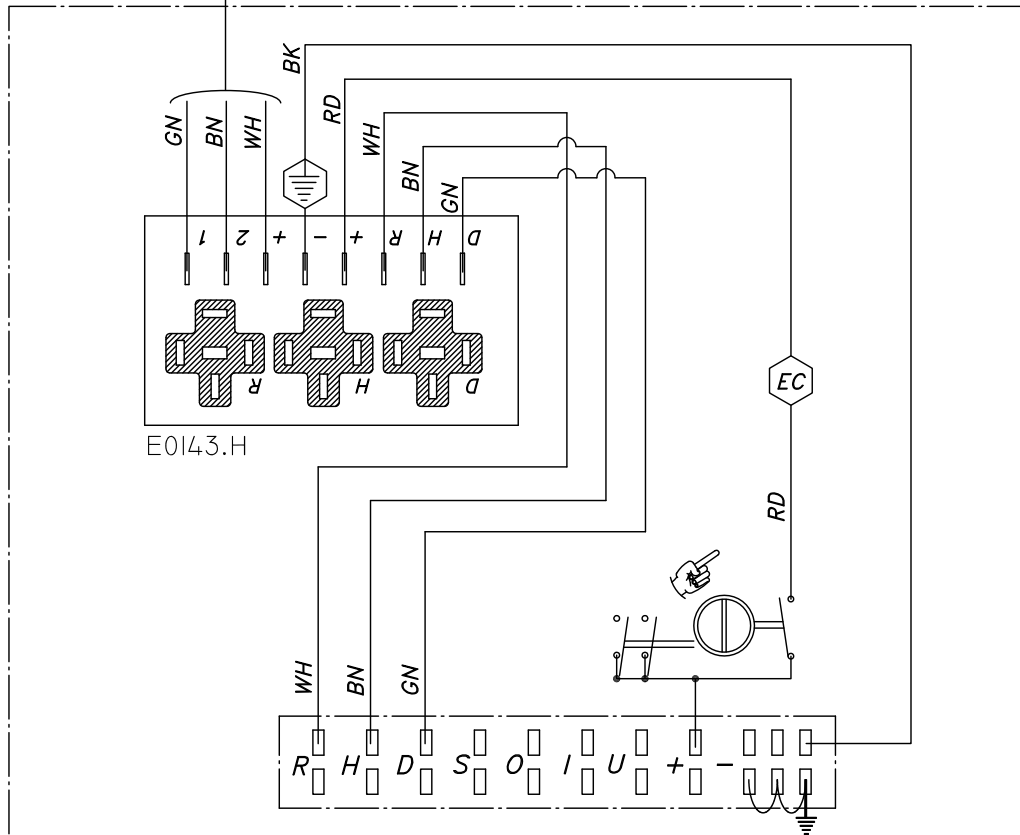 BK
RD
GN
BN
WH
WH
BN
GN
1 2 + - + R H D
R H D
E0143.H
EC
RD
WH
BN
GN
R H D S O I U + -